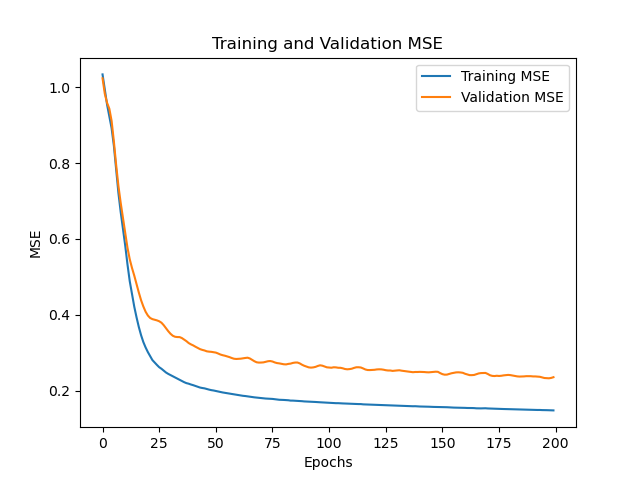 Training and Validation MSE
Training MSE
Validation MSE
1.0
0.8
0.6
0.4
0.2
MSE
0 25 50 75 100 125 150 175 200
Epochs